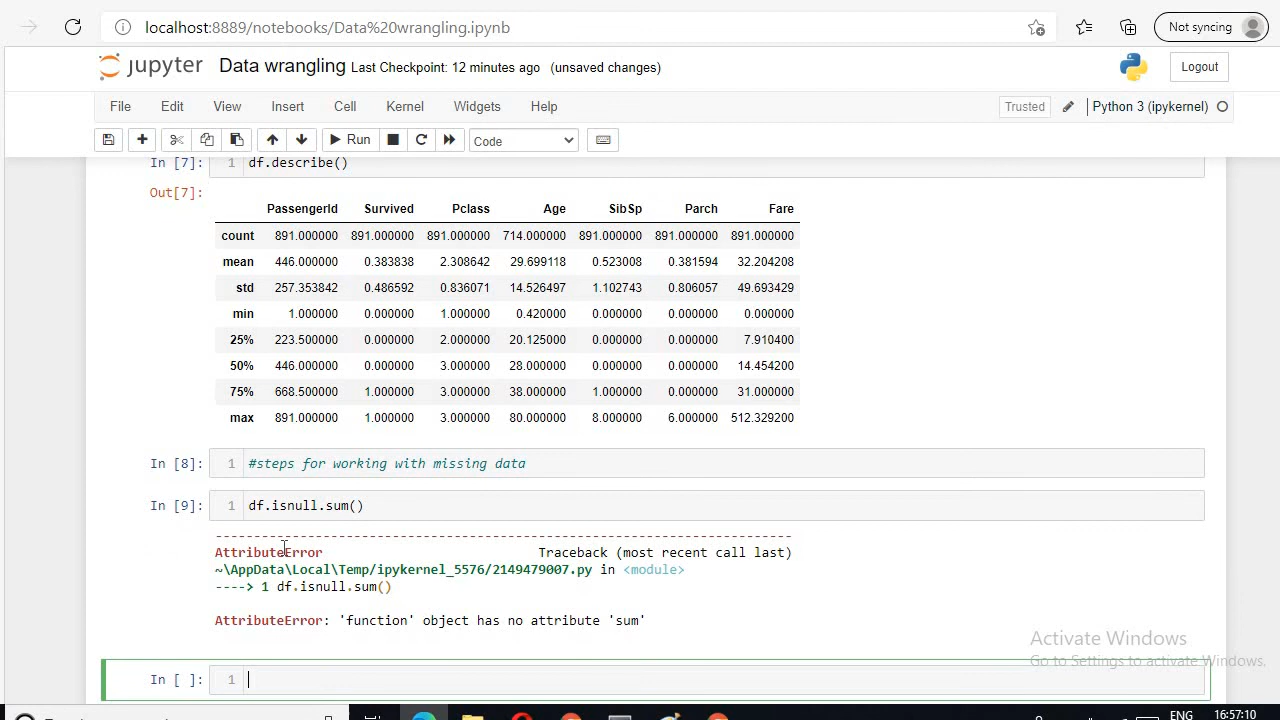 localhost:8889/notebooks/Data%20wrangling.ipynb
Not syncing
jupyter Data wrangling Last Checkpoint: 12 minutes ago (unsaved changes)
Logout
File Edit View Insert Cell Kernel Widgets Help
Trusted
Python 3 (ipykernel)
Run
Code
In [7]: 1 df.describe()
Out[7]:
PassengerId Survived Pclass Age SibSp Parch Fare
count 891.000000 891.000000 891.000000 714.000000 891.000000 891.000000 891.000000
mean 446.000000 0.383838 2.308642 29.699118 0.523008 0.381594 32.204208
std 257.353842 0.486592 0.836071 14.526497 1.102743 0.806057 49.693429
min 1.000000 0.000000 1.000000 0.420000 0.000000 0.000000 0.000000
25% 223.500000 0.000000 2.000000 20.125000 0.000000 0.000000 7.910400
50% 446.000000 0.000000 3.000000 28.000000 0.000000 0.000000 14.454200
75% 668.500000 1.000000 3.000000 38.000000 1.000000 0.000000 31.000000
max 891.000000 1.000000 3.000000 80.000000 8.000000 6.000000 512.329200
In [8]: 1 #steps for working with missing data
In [9]: 1 df.isnull.sum()
---------------------------------------------------------------------------
AttributeError Traceback (most recent call last)
~\AppData\Local\Temp/ipykernel_5576/2149479007.py in <module>
----> 1 df.isnull.sum()
AttributeError: 'function' object has no attribute 'sum'
Activate Windows
Go to Settings to activate Windows.
In [ ]: 1
ENG
16:57:10